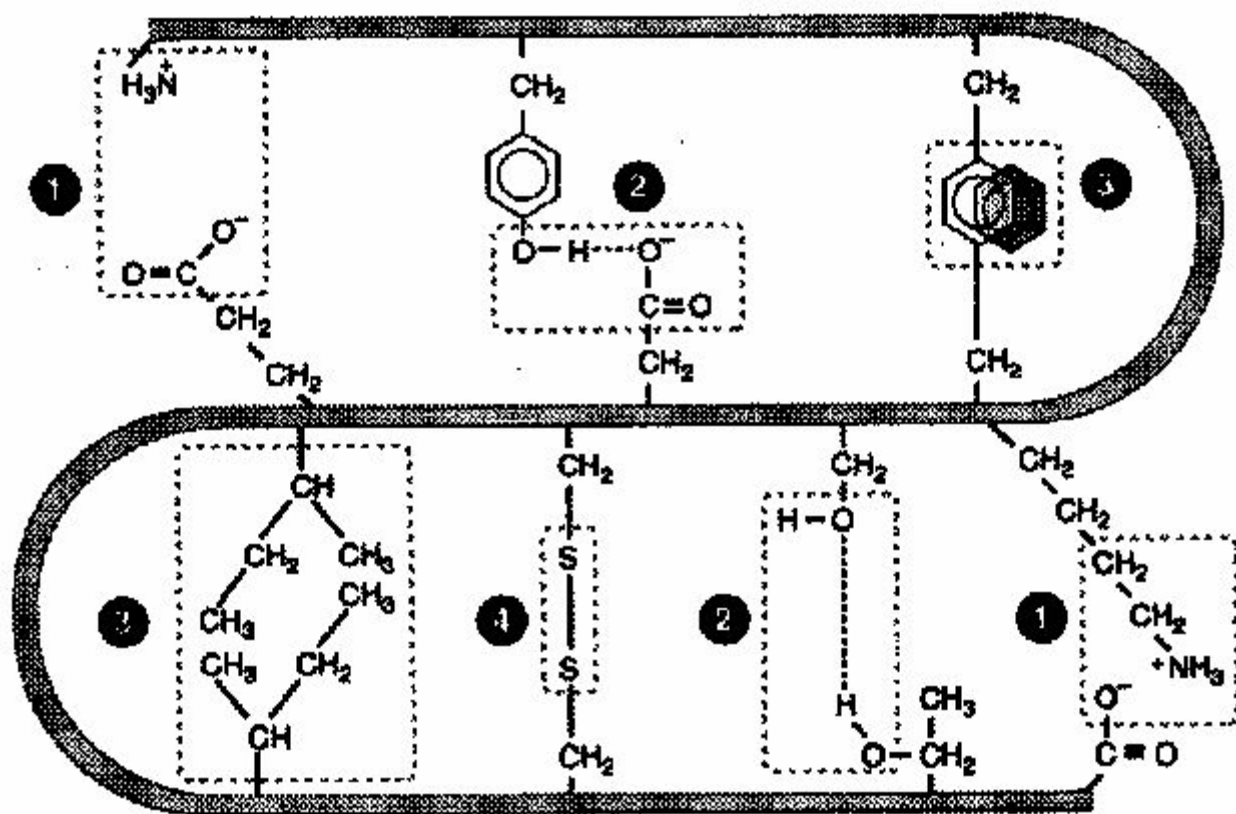 H₃N⁺
CH₂
CH₂
1
2
3
O⁻
O=C
O-H O⁻
C=O
CH₂
CH₂
CH₂
CH₂
CH
CH₂
CH₂
CH₂
CH₂
CH₂
CH₃
H-O
CH₂
S
CH₃
CH₂
3
4
2
1
CH₃
CH₂
⁺NH₃
CH₃
CH₂
S
H
CH₃
O⁻
CH
CH₂
O-CH₂
C=O